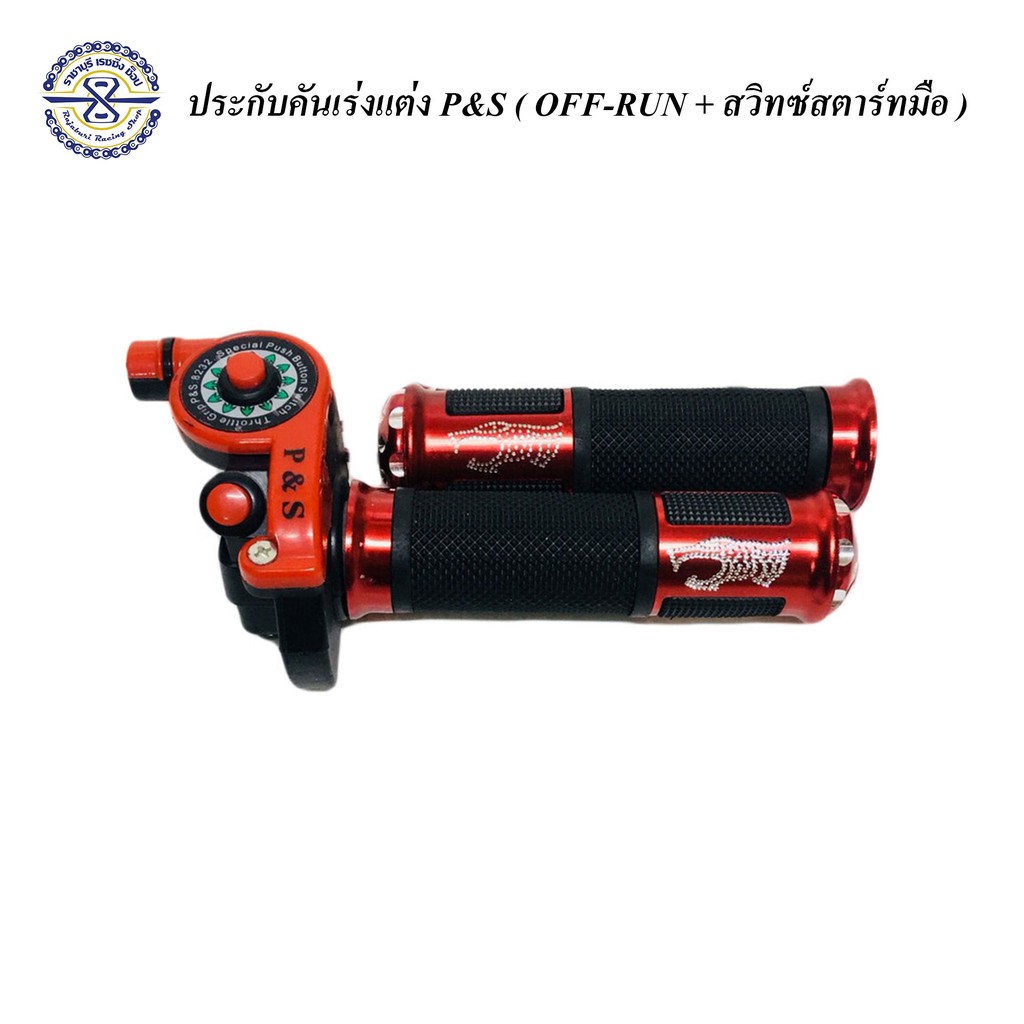 ราชาบุรี เรซซิ่ง ช็อป
Racing Shop
ประกับคันเร่งแต่ง P&S ( OFF-RUN + สวิทซ์สตาร์ทมือ )
Special Push Button Switch
Throttle Grip P&S.8232
P & S